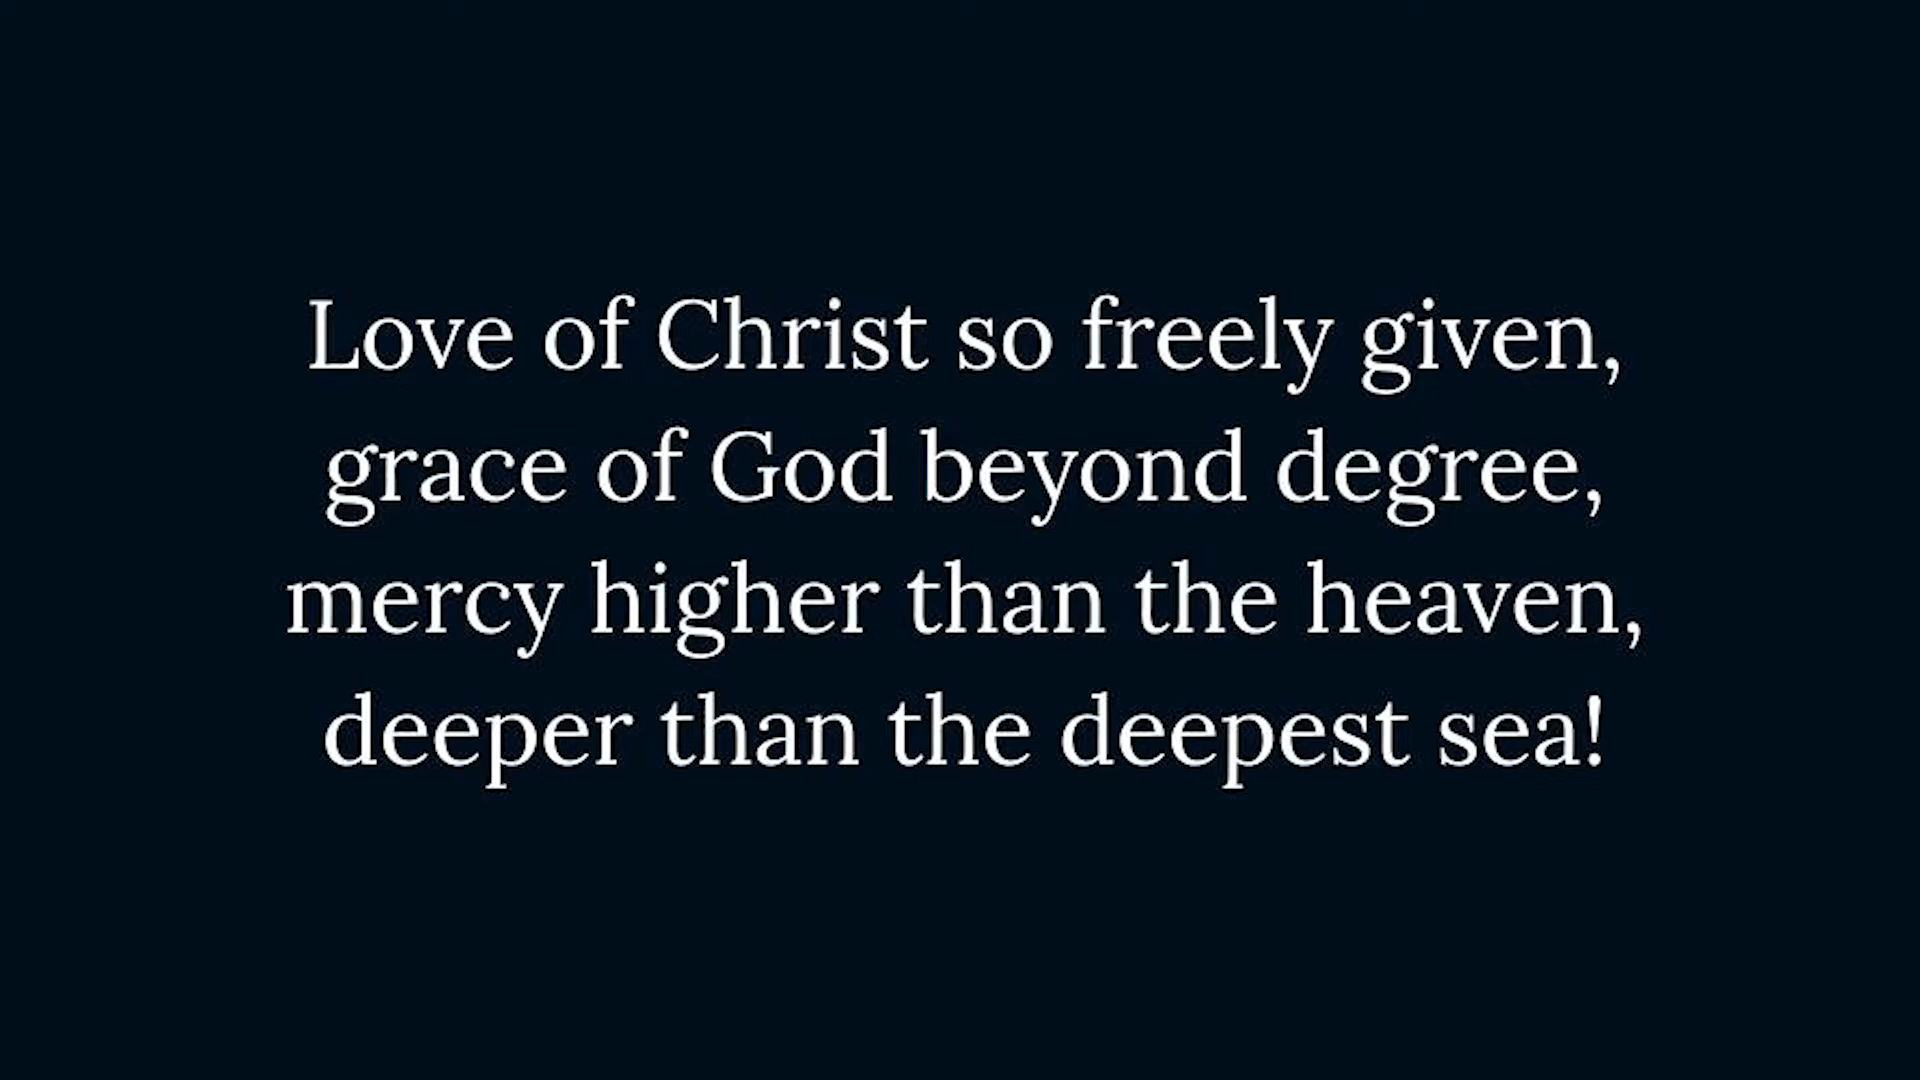 Love of Christ so freely given,
grace of God beyond degree,
mercy higher than the heaven,
deeper than the deepest sea!